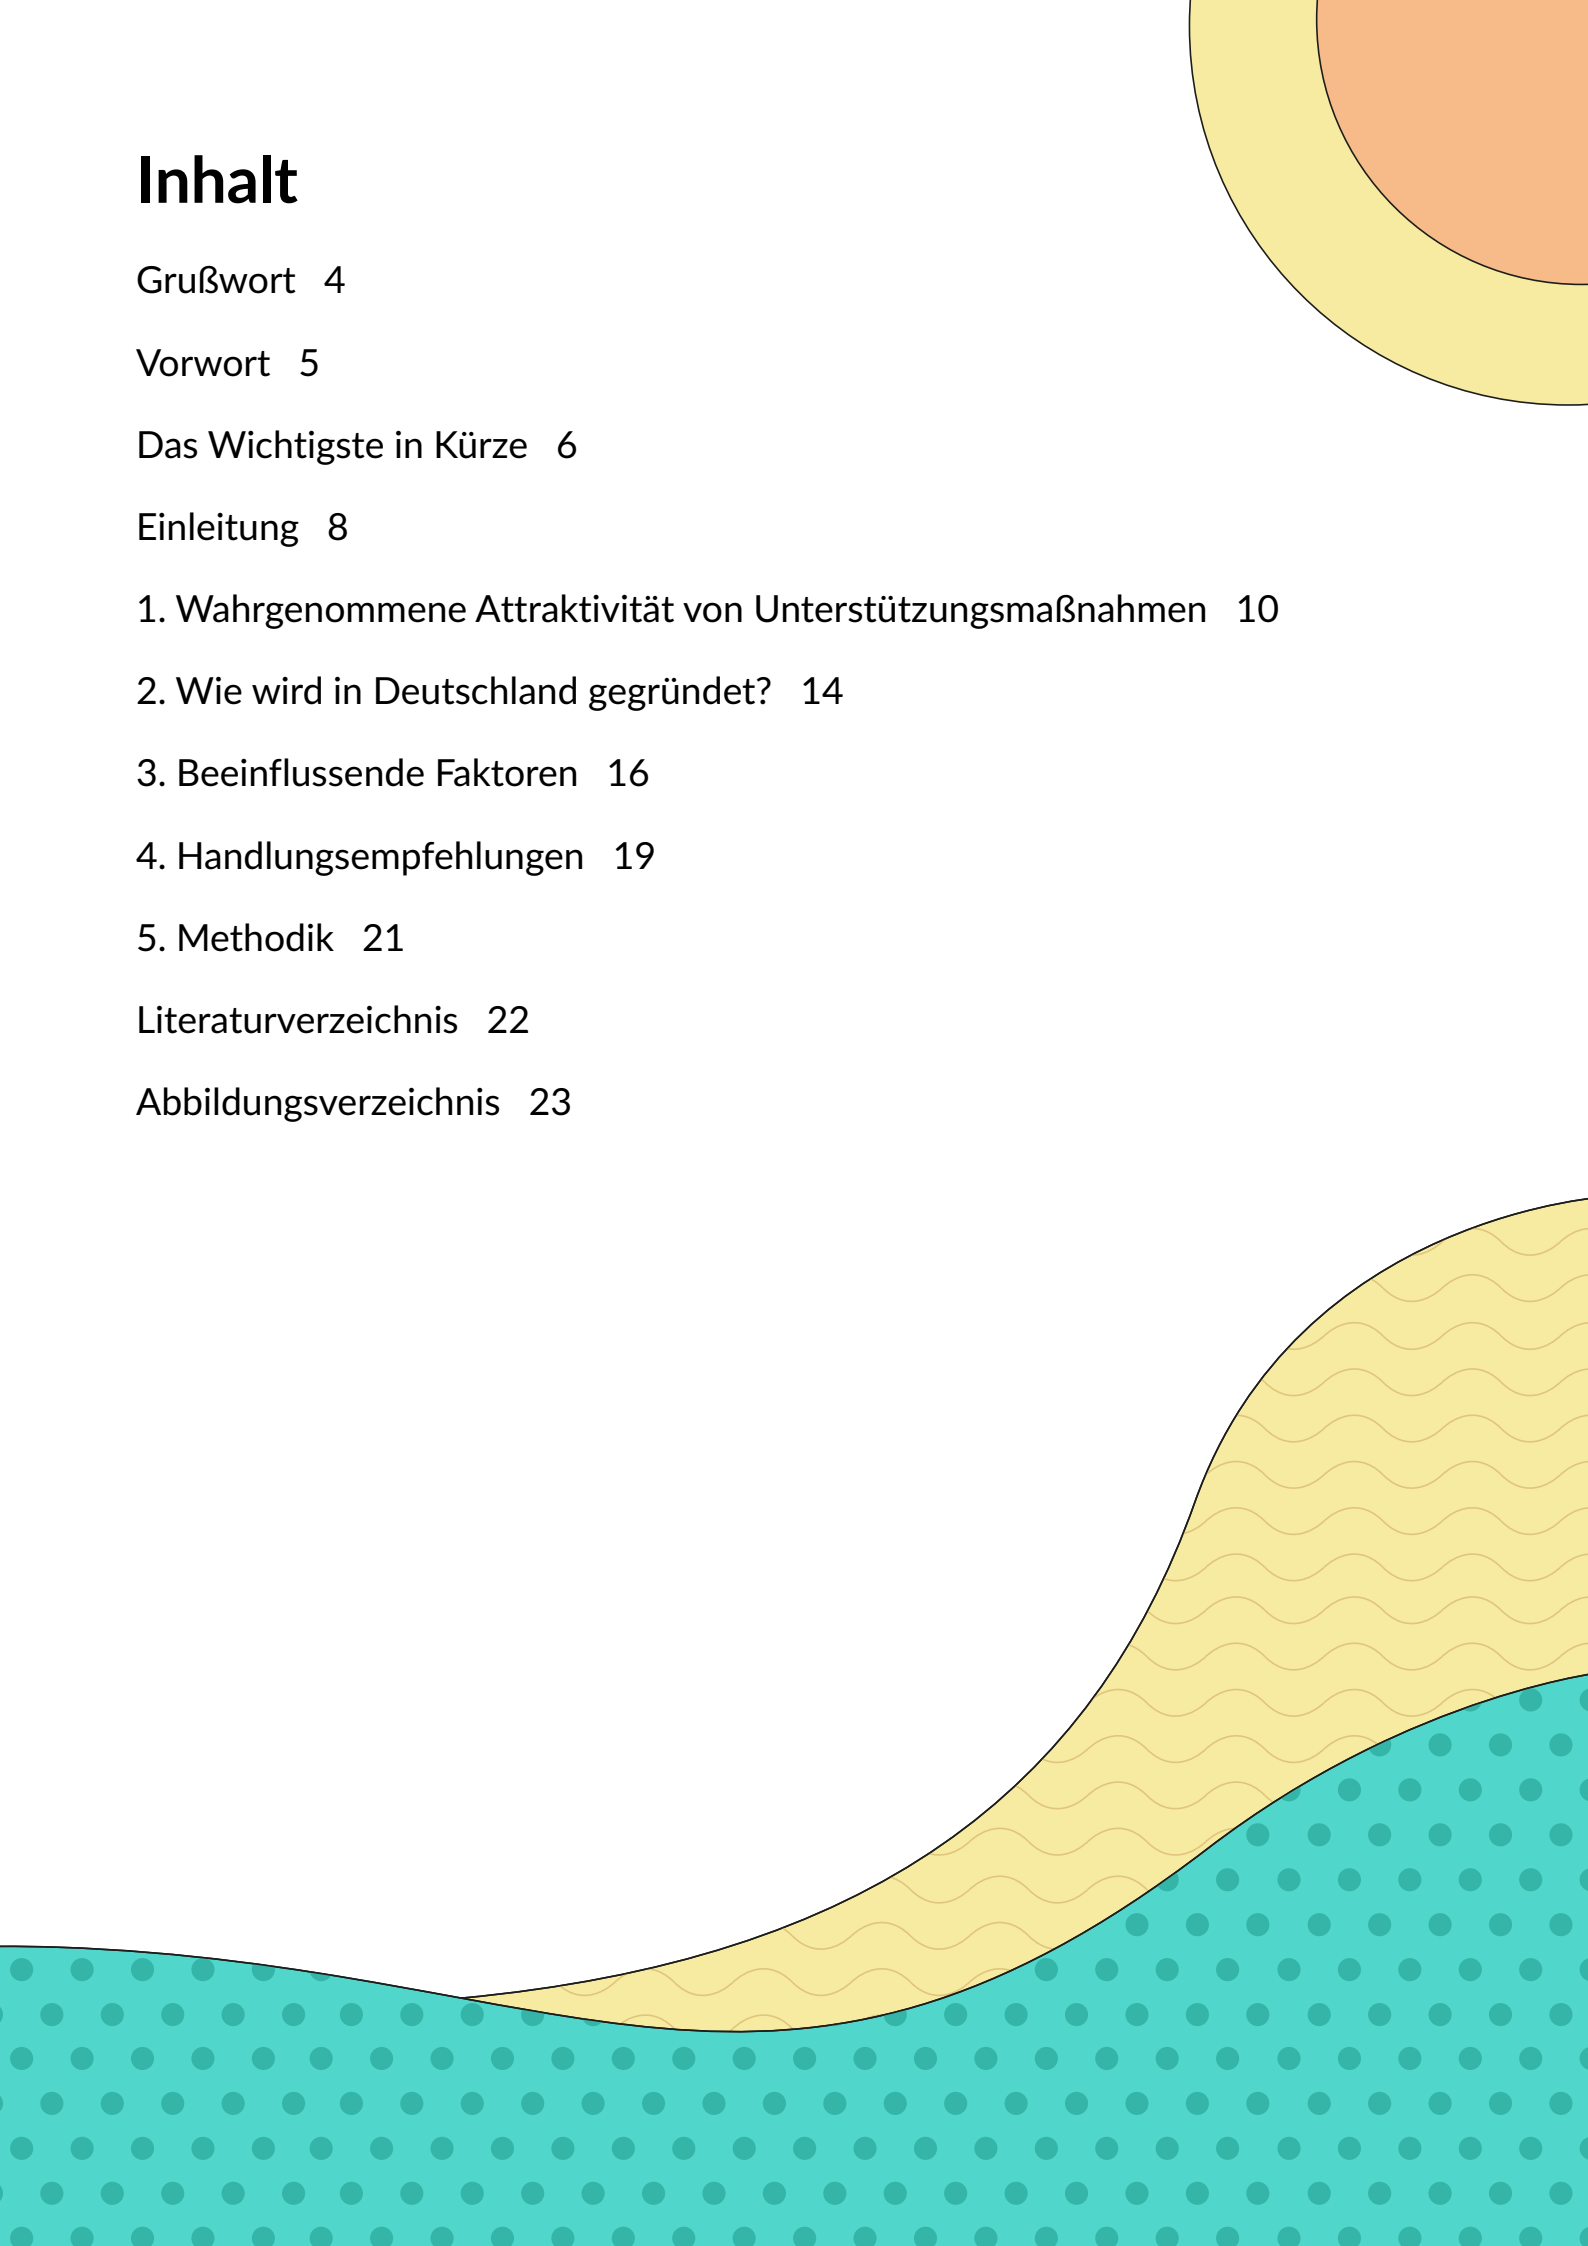 Inhalt
Grußwort 4
Vorwort 5
Das Wichtigste in Kürze 6
Einleitung 8
1. Wahrgenommene Attraktivität von Unterstützungsmaßnahmen 10
2. Wie wird in Deutschland gegründet? 14
3. Beeinflussende Faktoren 16
4. Handlungsempfehlungen 19
5. Methodik 21
Literaturverzeichnis 22
Abbildungsverzeichnis 23